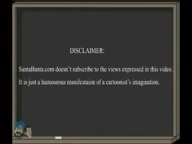 DISCLAIMER:
SantaBanta.com doesn't subscribe to the views expressed in this video.
It is just a humourous manifestaion of a cartoonist's imagination.